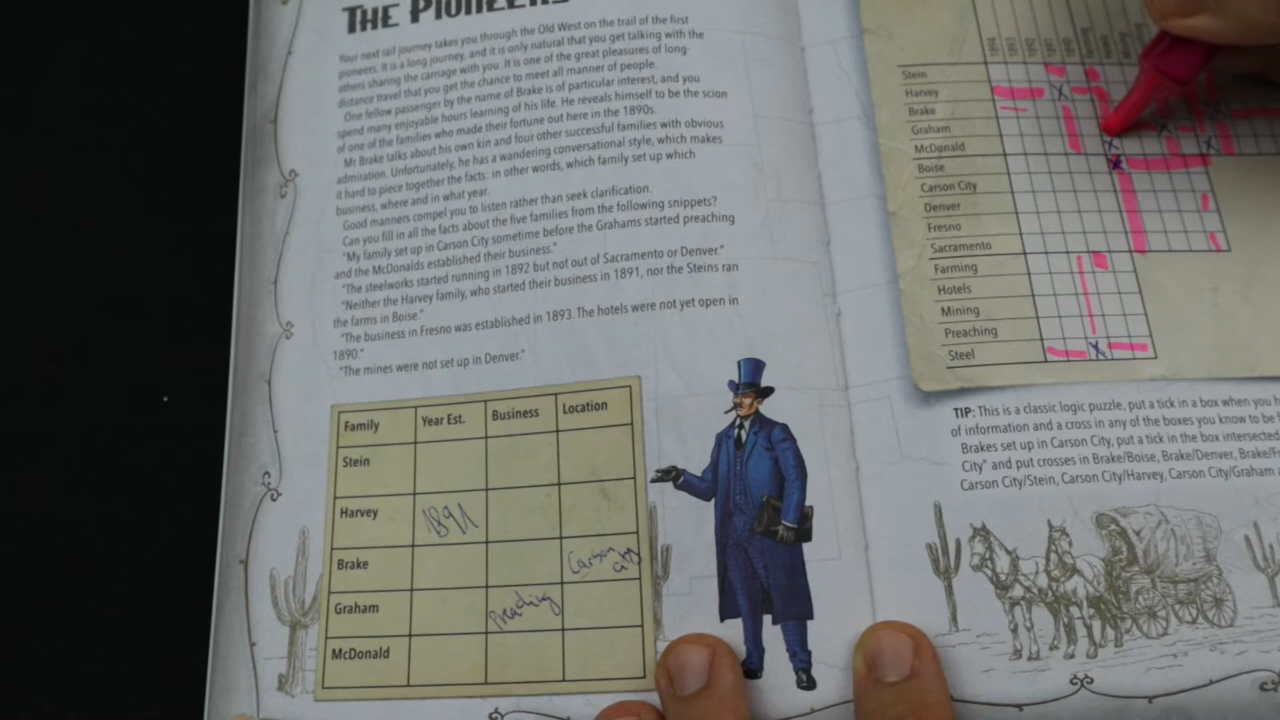 THE PIONEERS
Your next rail journey takes you through the Old West on the trail of the first
pioneers. It is a long journey, and it is only natural that you get talking with the
others sharing the carriage with you. It is one of the great pleasures of long-
distance travel that you get the chance to meet all manner of people.
One fellow passenger by the name of Brake is of particular interest, and you
spend many enjoyable hours learning of his life. He reveals himself to be the scion
of one of the families who made their fortune out here in the 1890s.
Mr Brake talks about his own kin and four other successful families with obvious
admiration. Unfortunately, he has a wandering conversational style, which makes
it hard to piece together the facts: in other words, which family set up which
business, where and in what year.
Good manners compel you to listen rather than seek clarification.
Can you fill in all the facts about the five families from the following snippets?
"My family set up in Carson City sometime before the Grahams started preaching
and the McDonalds established their business."
"The steelworks started running in 1892 but not out of Sacramento or Denver."
"Neither the Harvey family, who started their business in 1891, nor the Steins ran
the farms in Boise."
"The business in Fresno was established in 1893. The hotels were not yet open in
1890."
"The mines were not set up in Denver."
Family Year Est. Business Location
Stein
Harvey 1891
Brake Carson City
Graham Preaching
McDonald
Stein
Harvey
Brake
Graham
McDonald
Boise
Carson City
Denver
Fresno
Sacramento
Farming
Hotels
Mining
Preaching
Steel
TIP: This is a classic logic puzzle, put a tick in a box when you
of information and a cross in any of the boxes you know to be
Brakes set up in Carson City, put a tick in the box intersected
City" and put crosses in Brake/Boise, Brake/Denver,
Carson City/Stein, Carson City/Harvey, Carson City/Graham